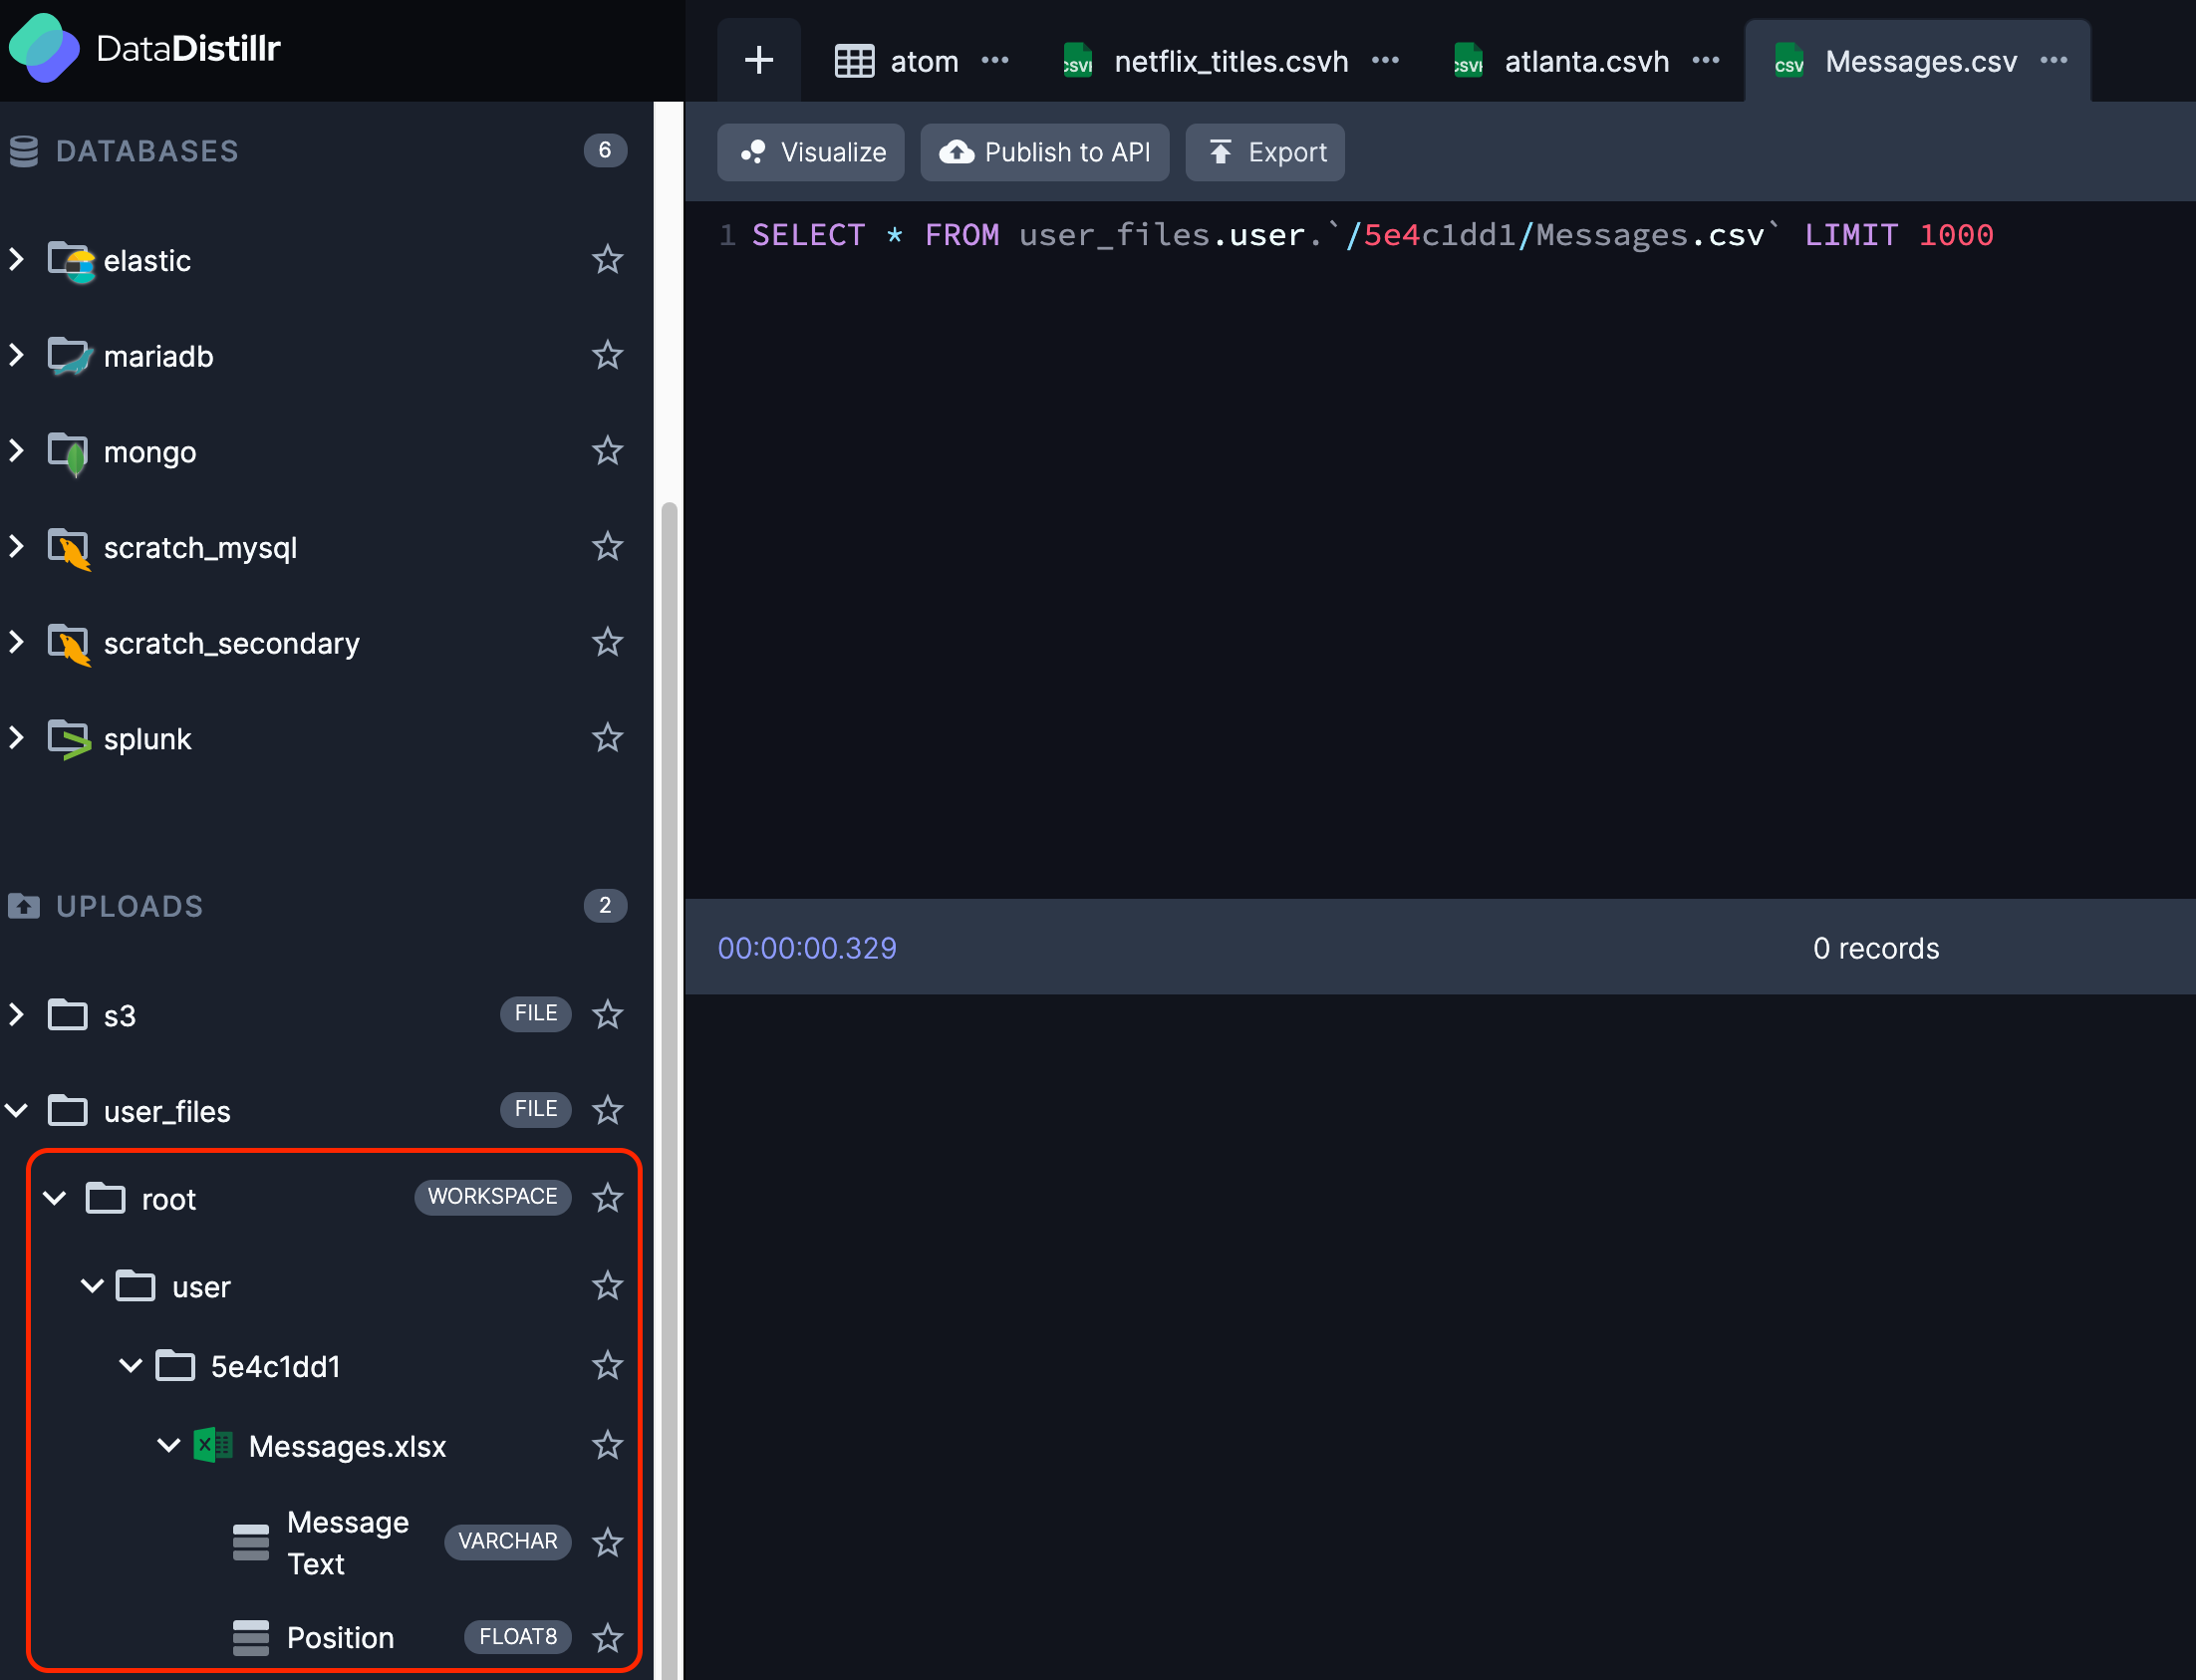 DataDistillr
+
atom ...
netflix_titles.csvh ...
atlanta.csvh ...
CSV Messages.csv ...
DATABASES 6
elastic
mariadb
mongo
scratch_mysql
scratch_secondary
splunk
UPLOADS 2
s3 FILE
user_files FILE
root WORKSPACE
user
5e4c1dd1
Messages.xlsx
Message
Text VARCHAR
Position FLOAT8
Visualize
Publish to API
Export
1 SELECT * FROM user_files.user.`/5e4c1dd1/Messages.csv` LIMIT 1000
00:00:00.329
0 records